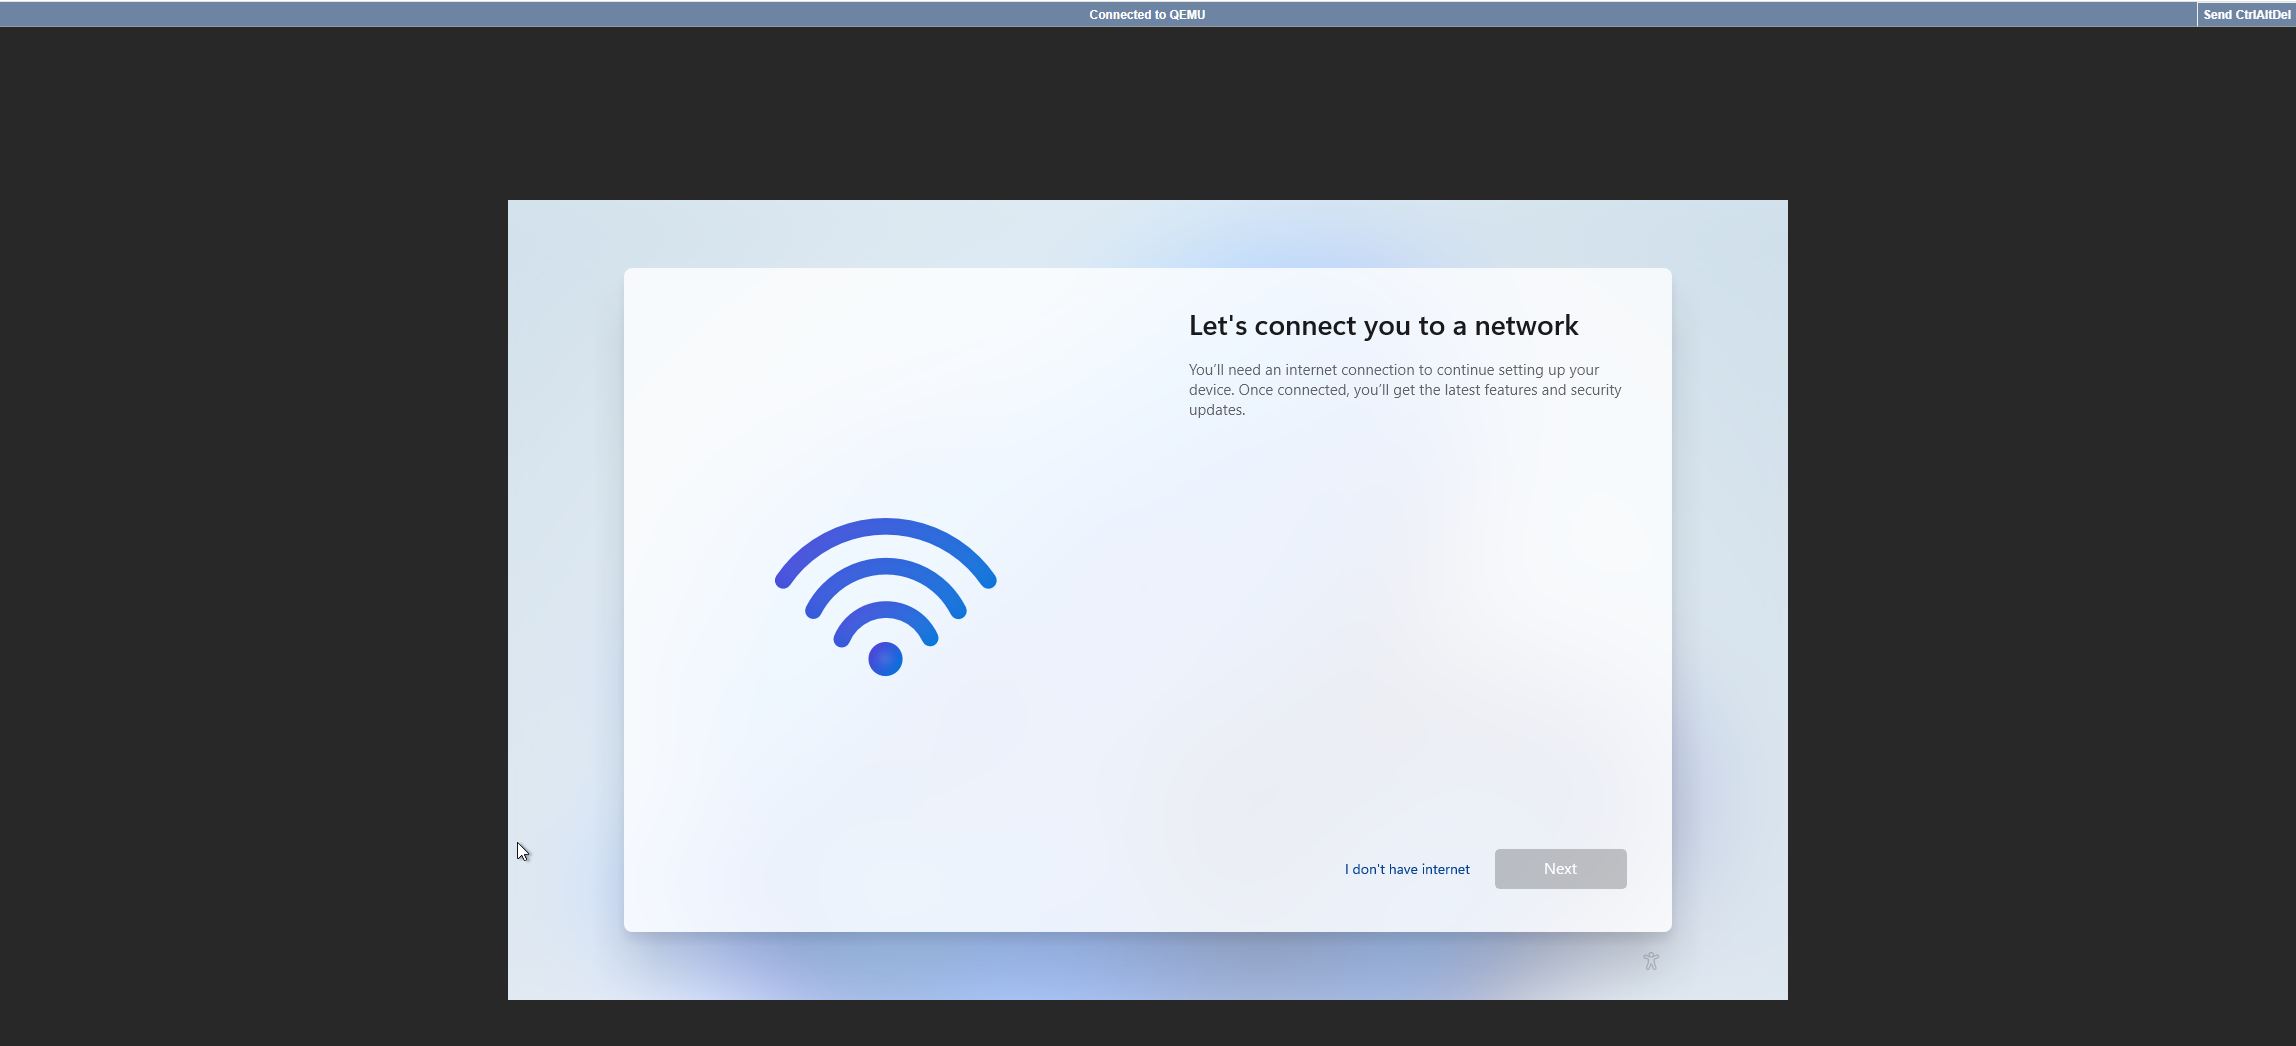 Connected to QEMU
Send CtrlAltDel
Let's connect you to a network
You’ll need an internet connection to continue setting up your
device. Once connected, you’ll get the latest features and security
updates.
I don't have internet
Next